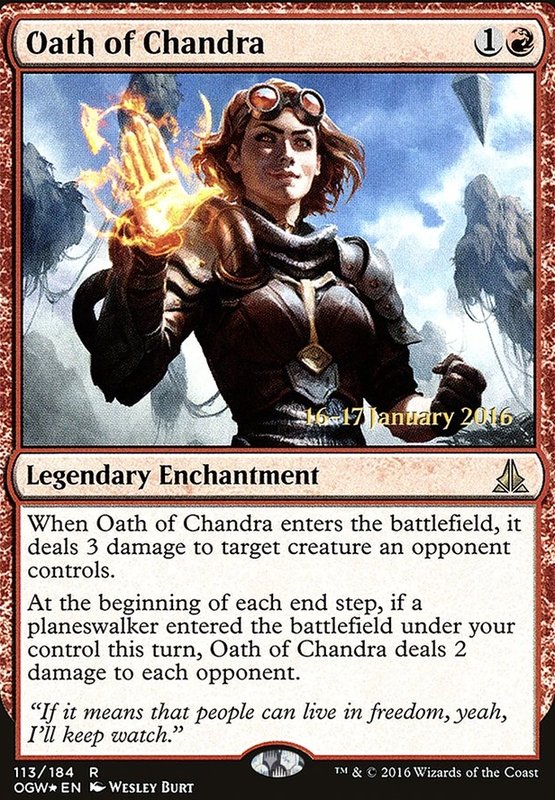 Oath of Chandra 1
16–17 January 2016
Legendary Enchantment
When Oath of Chandra enters the battlefield, it
deals 3 damage to target creature an opponent
controls.
At the beginning of each end step, if a
planeswalker entered the battlefield under your
control this turn, Oath of Chandra deals 2
damage to each opponent.
“If it means that people can live in freedom, yeah,
I’ll keep watch.”
113/184 R
OGW★EN Wesley Burt
™ & © 2016 Wizards of the Coast